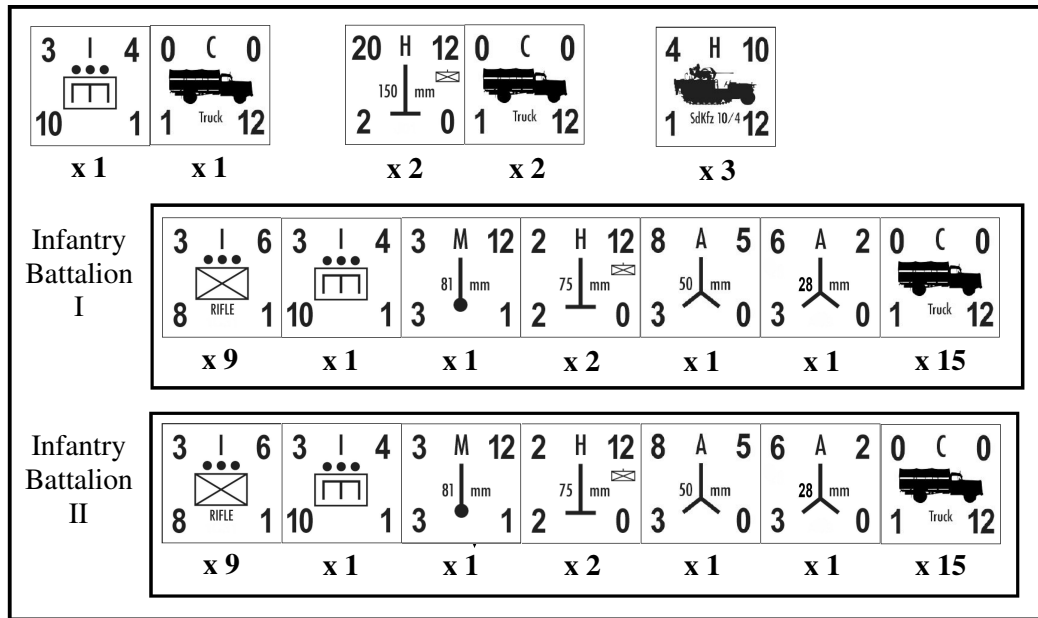 3 I 4 0 C 0 20 H 12 0 C 0 4 H 10
150 mm
10 1 1 Truck 12 2 0 1 Truck 12 1 SdKfz 10/4 12
x 1 x 1 x 2 x 2 x 3
Infantry
Battalion
I
3 I 6 3 I 4 3 M 12 2 H 12 8 A 5 6 A 2 0 C 0
81 mm 75 mm 50 mm 28 mm
8 RIFLE 1 10 1 3 1 2 0 3 0 3 0 1 Truck 12
x 9 x 1 x 1 x 2 x 1 x 1 x 15
Infantry
Battalion
II
3 I 6 3 I 4 3 M 12 2 H 12 8 A 5 6 A 2 0 C 0
81 mm 75 mm 50 mm 28 mm
8 RIFLE 1 10 1 3 1 2 0 3 0 3 0 1 Truck 12
x 9 x 1 x 1 x 2 x 1 x 1 x 15